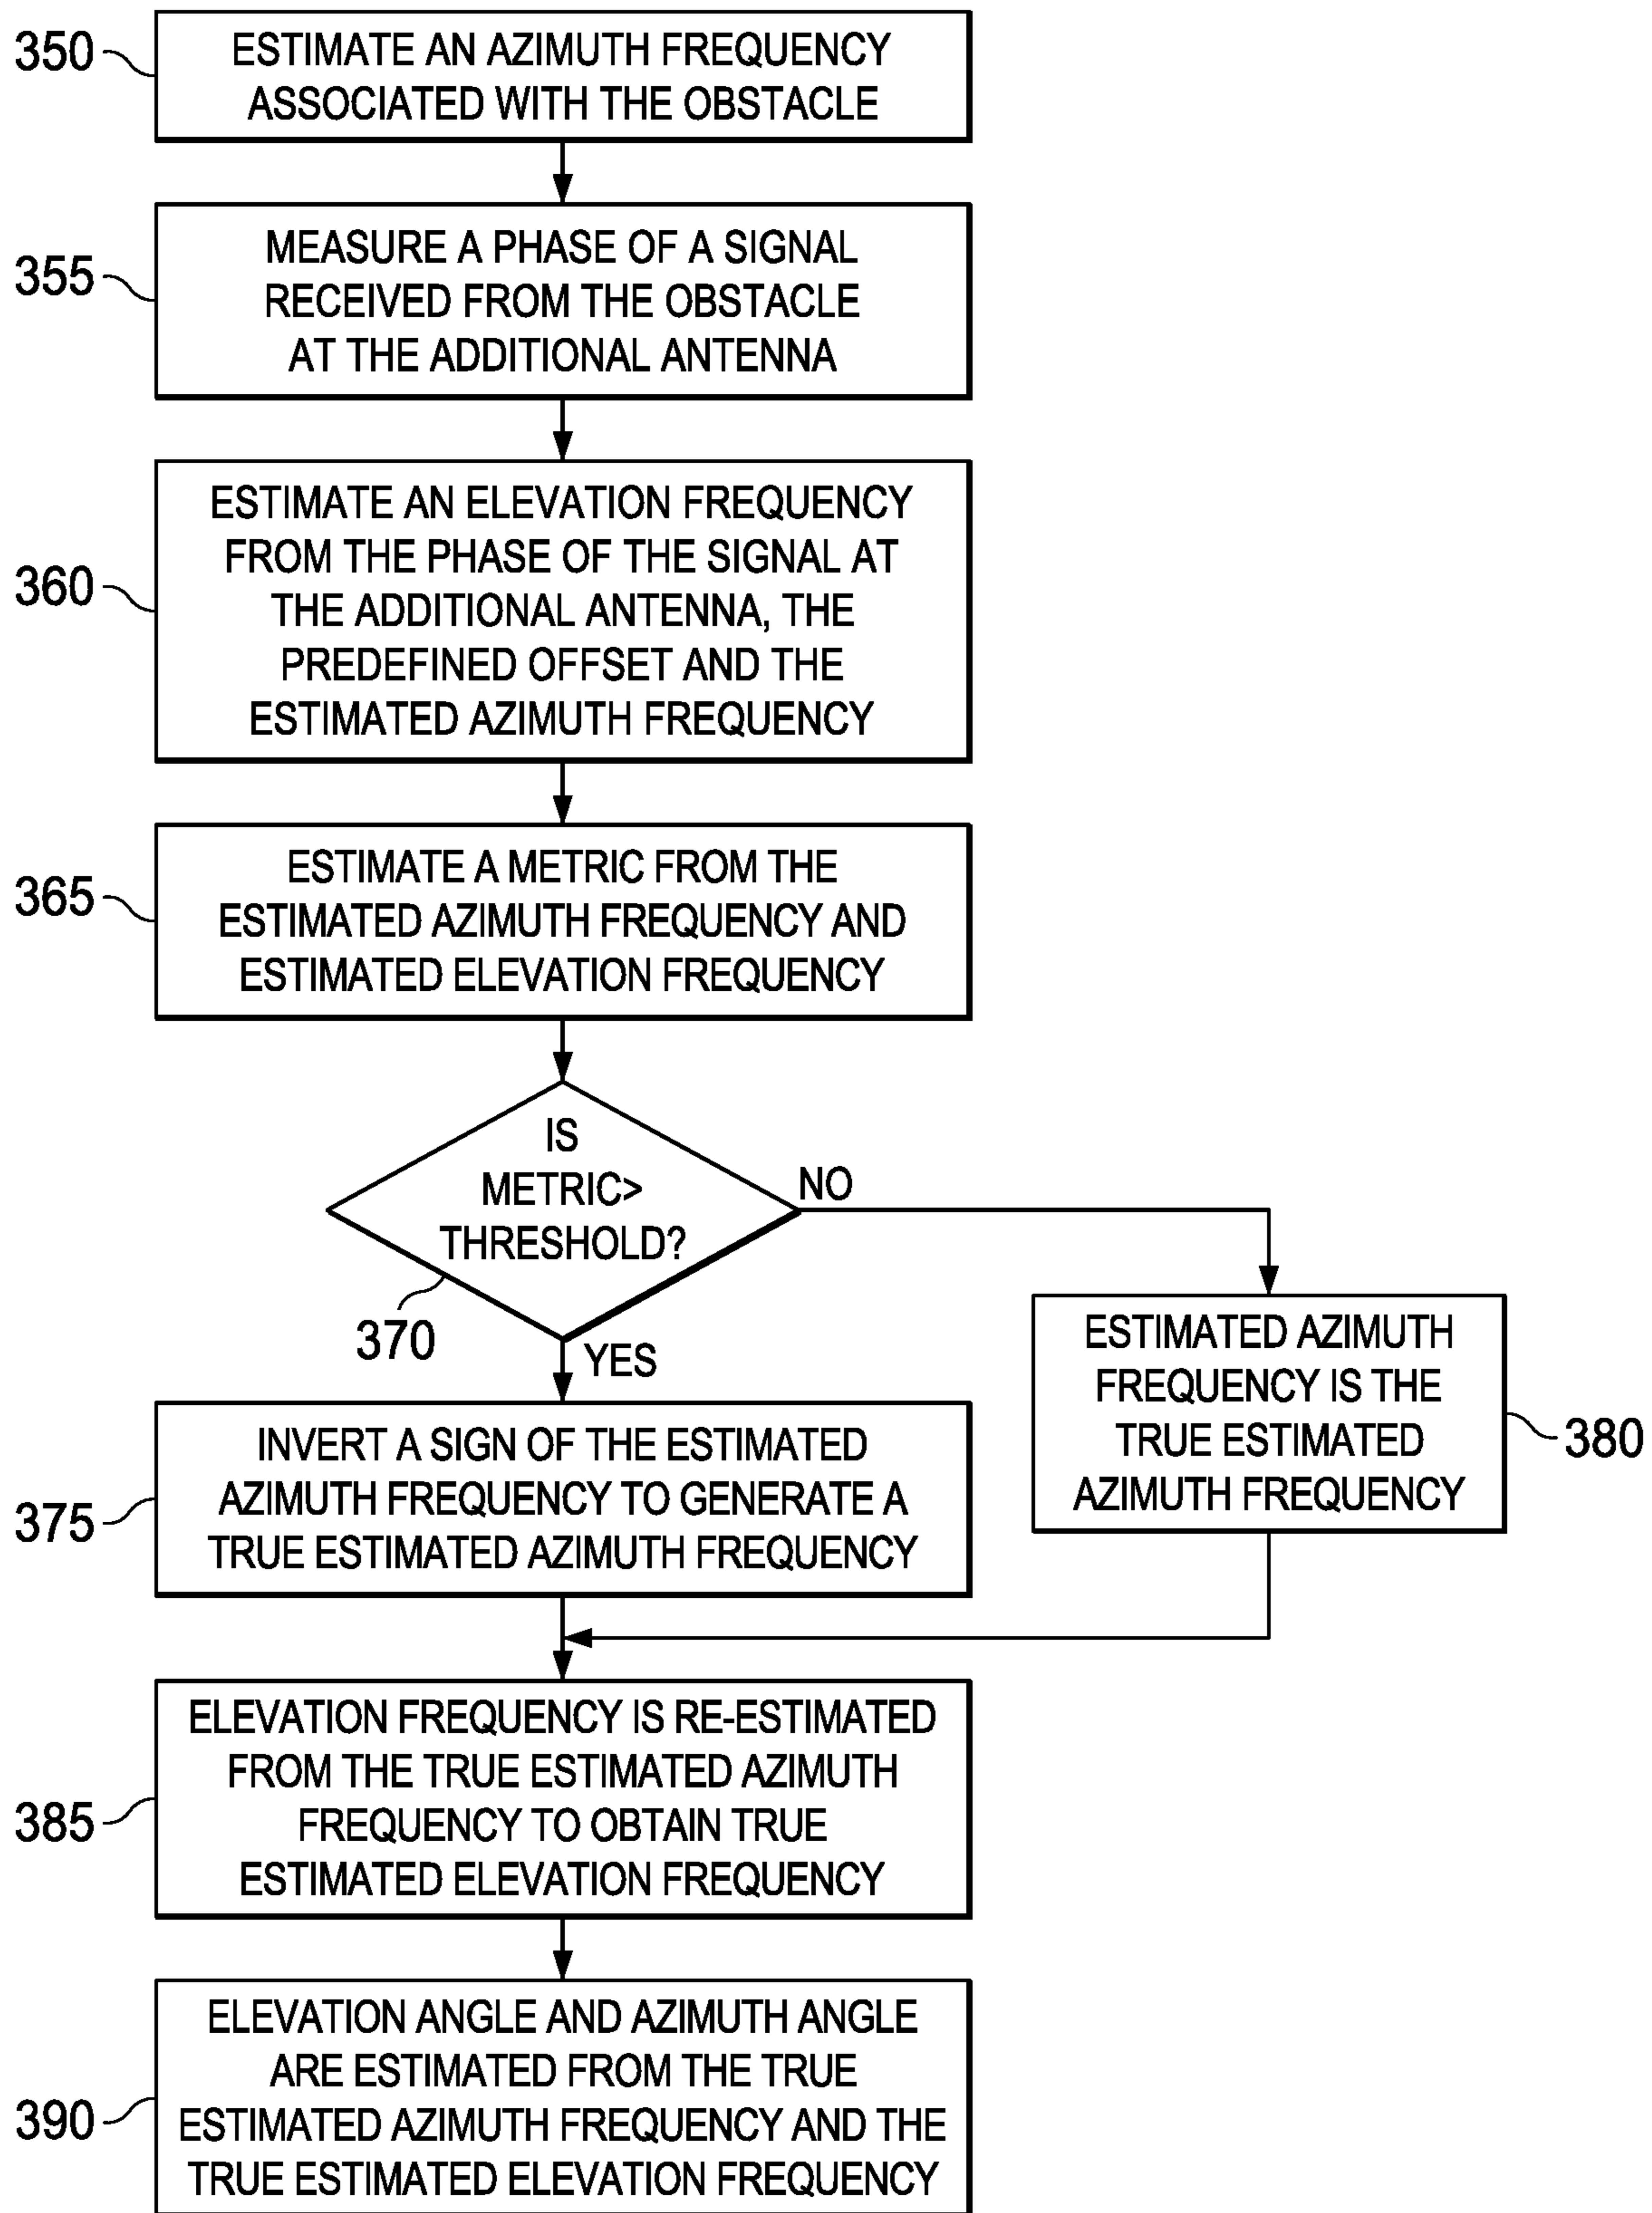 350
ESTIMATE AN AZIMUTH FREQUENCY
ASSOCIATED WITH THE OBSTACLE
355
MEASURE A PHASE OF A SIGNAL
RECEIVED FROM THE OBSTACLE
AT THE ADDITIONAL ANTENNA
360
ESTIMATE AN ELEVATION FREQUENCY
FROM THE PHASE OF THE SIGNAL AT
THE ADDITIONAL ANTENNA, THE
PREDEFINED OFFSET AND THE
ESTIMATED AZIMUTH FREQUENCY
365
ESTIMATE A METRIC FROM THE
ESTIMATED AZIMUTH FREQUENCY AND
ESTIMATED ELEVATION FREQUENCY
IS
METRIC>
THRESHOLD?
370
NO
YES
ESTIMATED AZIMUTH
FREQUENCY IS THE
TRUE ESTIMATED
AZIMUTH FREQUENCY
380
375
INVERT A SIGN OF THE ESTIMATED
AZIMUTH FREQUENCY TO GENERATE A
TRUE ESTIMATED AZIMUTH FREQUENCY
385
ELEVATION FREQUENCY IS RE-ESTIMATED
FROM THE TRUE ESTIMATED AZIMUTH
FREQUENCY TO OBTAIN TRUE
ESTIMATED ELEVATION FREQUENCY
390
ELEVATION ANGLE AND AZIMUTH ANGLE
ARE ESTIMATED FROM THE TRUE
ESTIMATED AZIMUTH FREQUENCY AND THE
TRUE ESTIMATED ELEVATION FREQUENCY